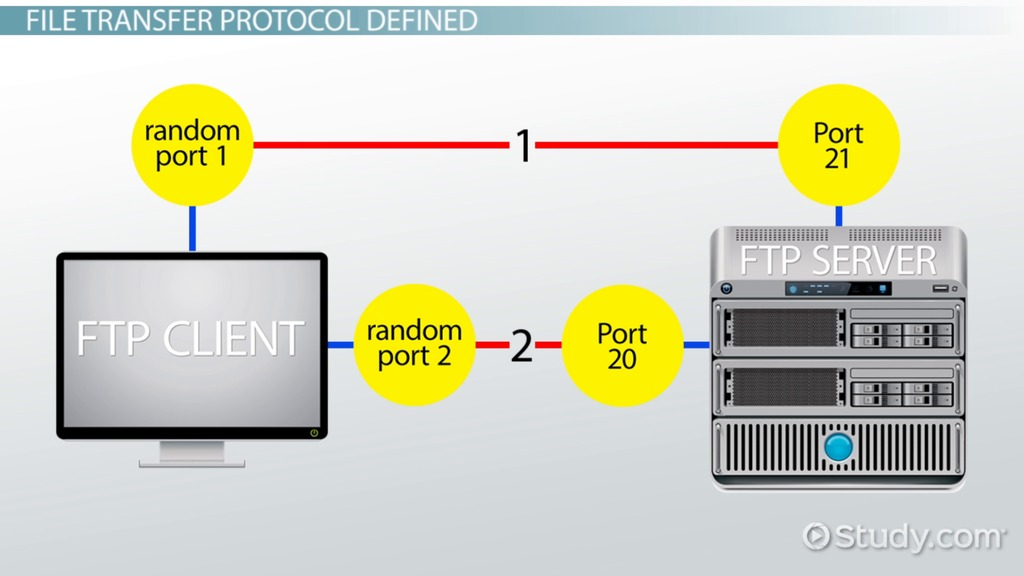 FILE TRANSFER PROTOCOL DEFINED
random
port 1
1
Port
21
FTP SERVER
FTP CLIENT
random
port 2
2
Port
20
Study.com